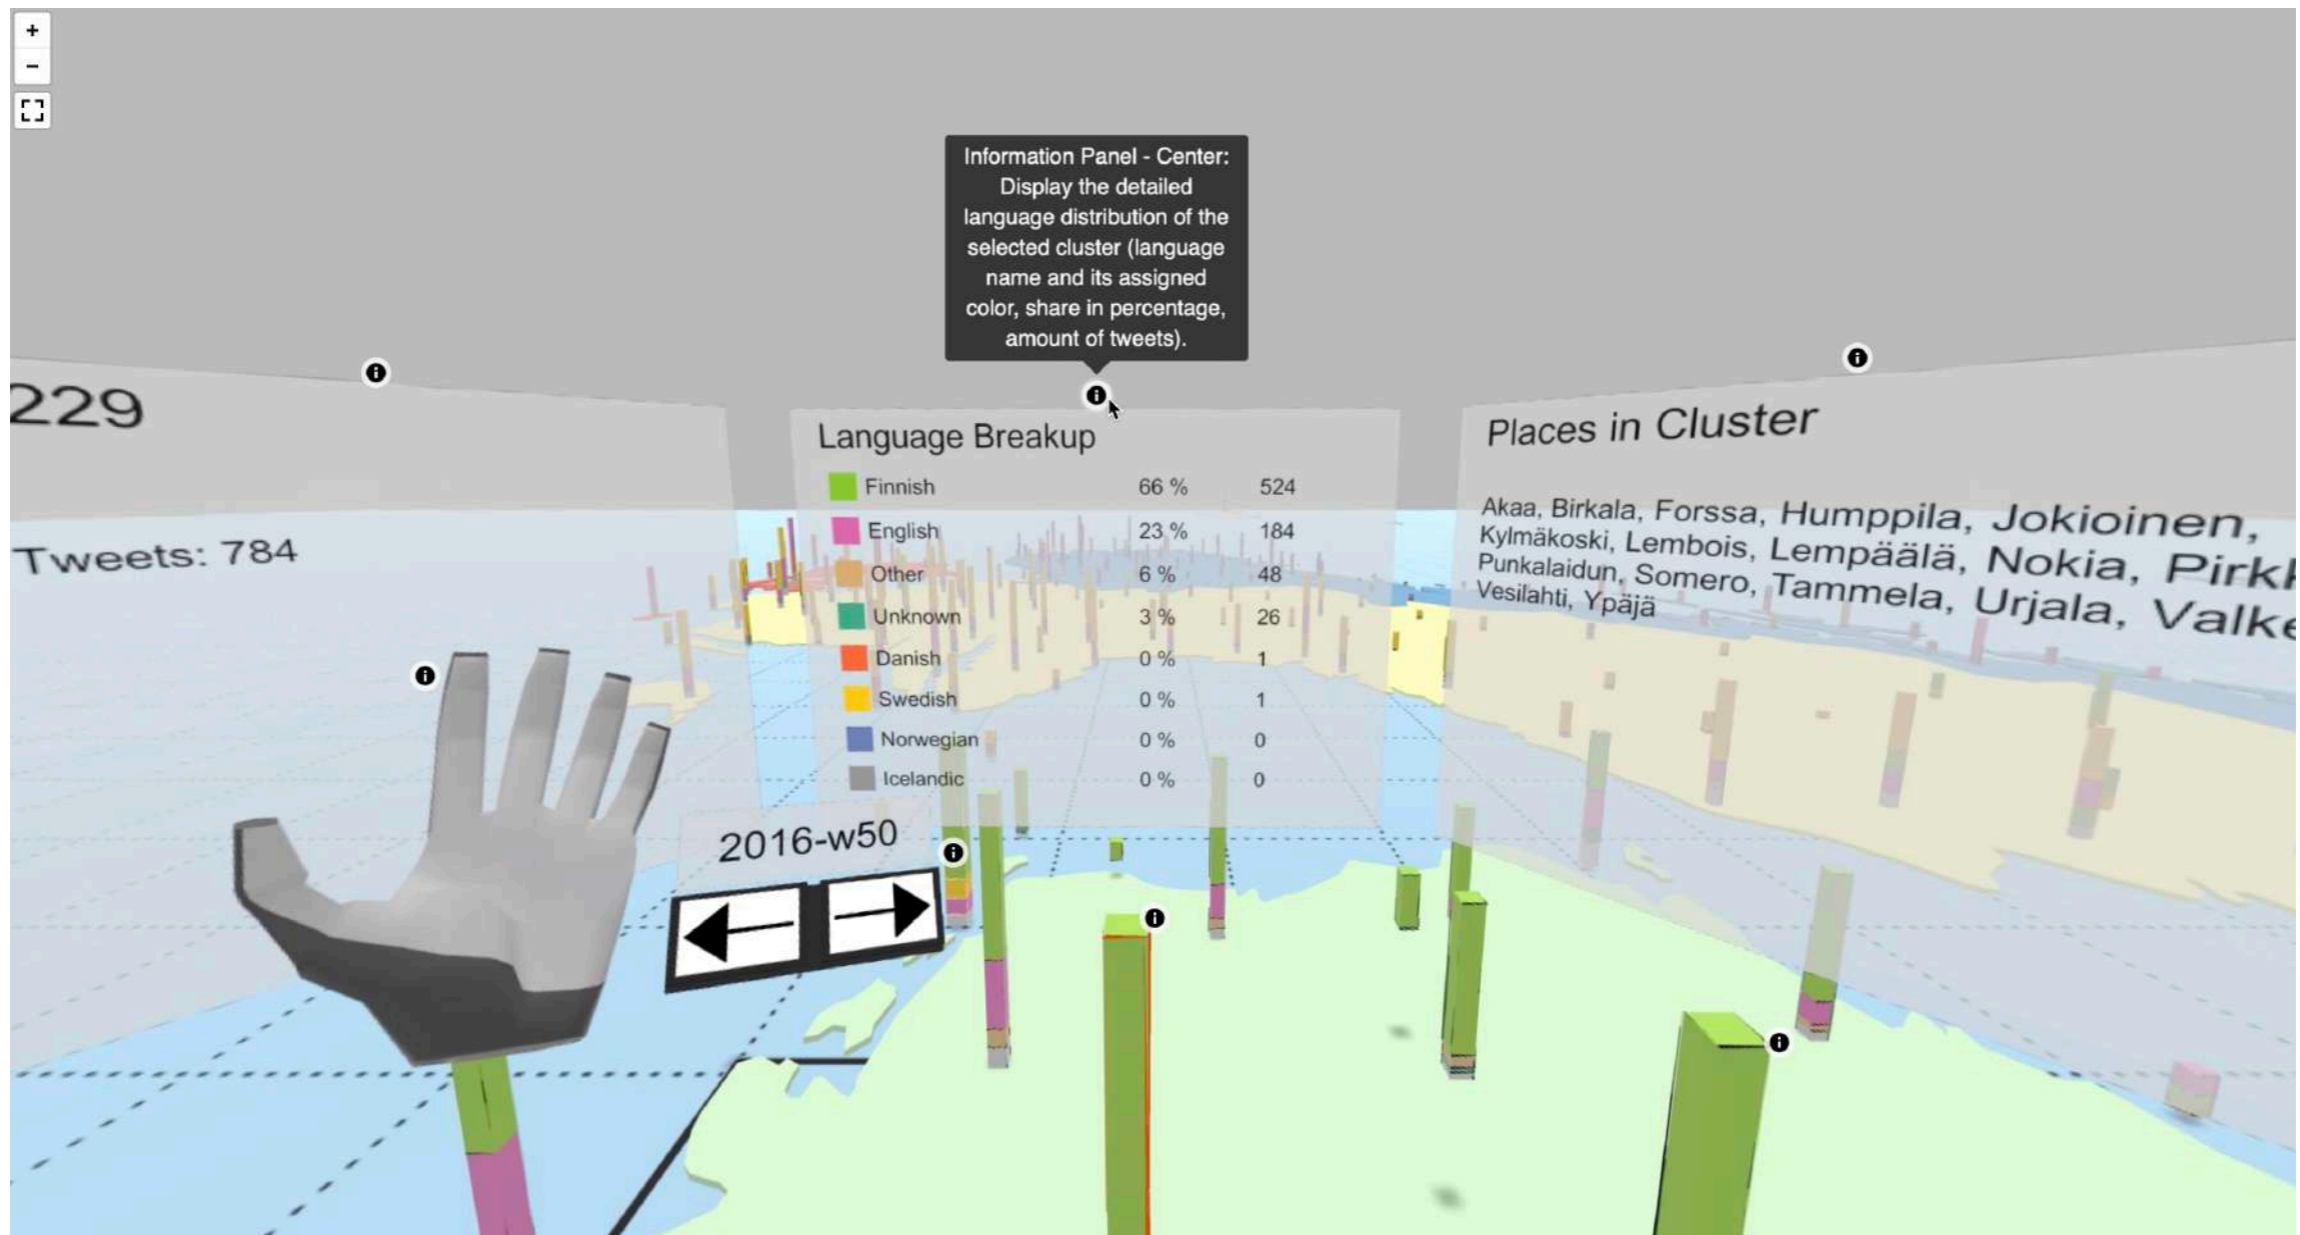 +
−
Information Panel - Center:
Display the detailed
language distribution of the
selected cluster (language
name and its assigned
color, share in percentage,
amount of tweets).
229
Tweets: 784
Language Breakup
Finnish 66 % 524
English 23 % 184
Other 6 % 48
Unknown 3 % 26
Danish 0 % 1
Swedish 0 % 1
Norwegian 0 % 0
Icelandic 0 % 0
Places in Cluster
Akaa, Birkala, Forssa, Humppila, Jokioinen,
Kylmäkoski, Lembois, Lempäälä, Nokia,
Punkalaidun, Somero, Tammela, Urjala,
Vesilahti, Ypäjä
2016-w50